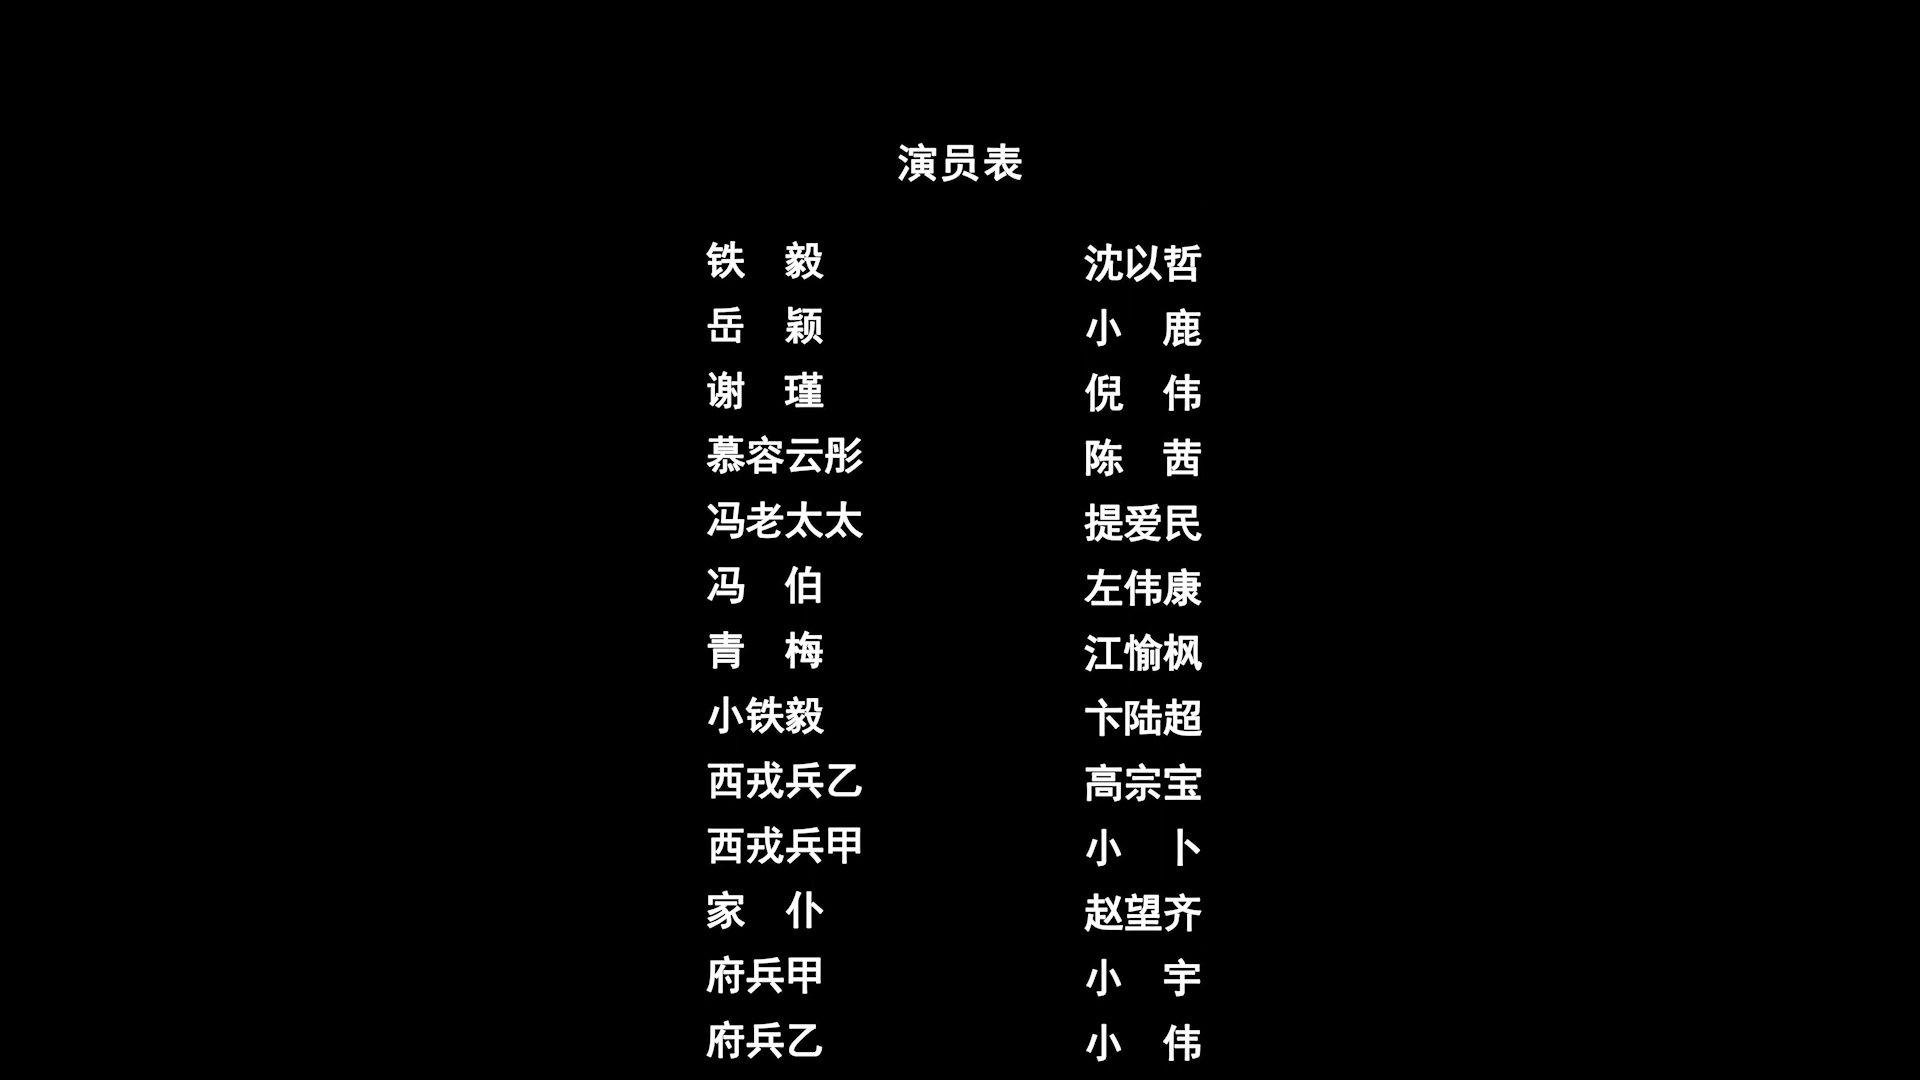 演员表
铁 毅 沈以哲
岳 颖 小 鹿
谢 瑾 倪 伟
慕容云彤 陈 茜
冯老太太 提爱民
冯 伯 左伟康
青 梅 江愉枫
小铁毅 卞陆超
西戎兵乙 高宗宝
西戎兵甲 小 卜
家 仆 赵望齐
府兵甲 小 宇
府兵乙 小 伟